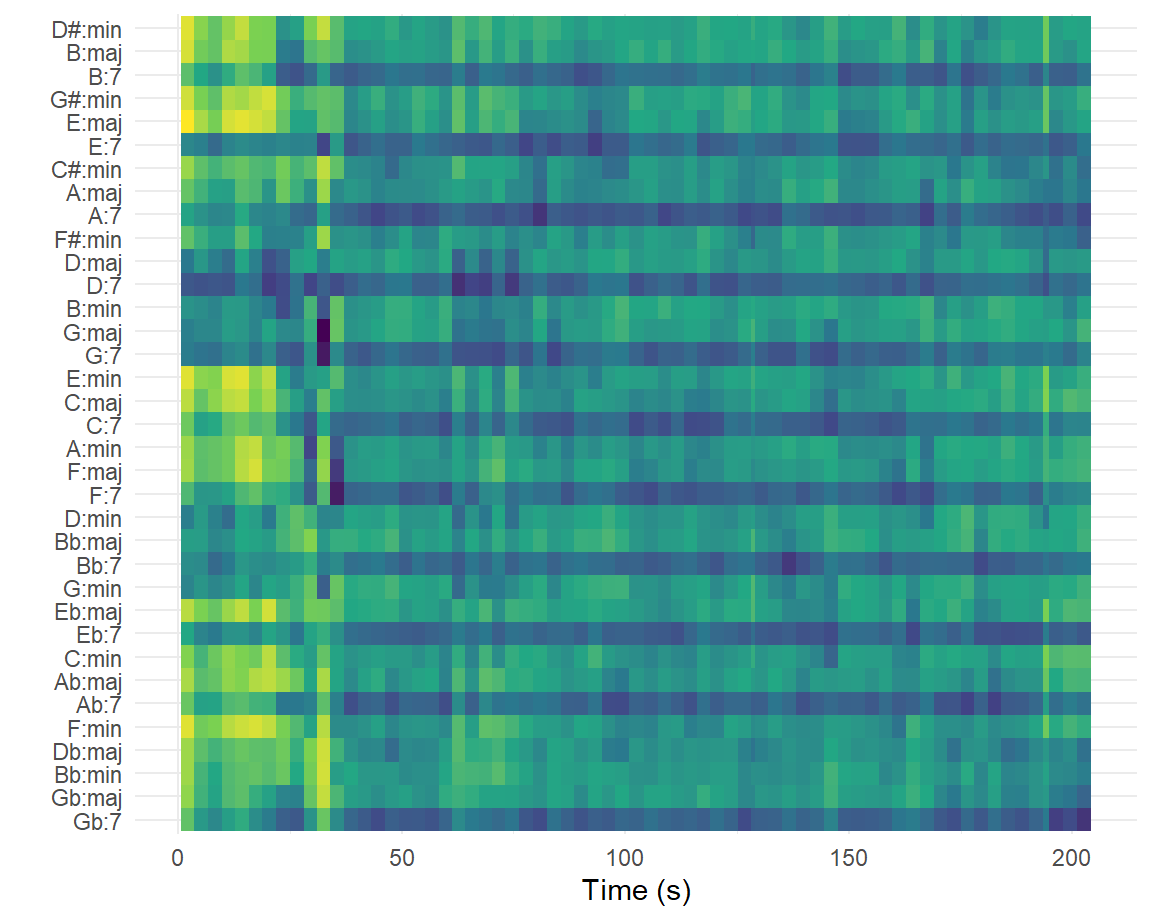 D#:min
B:maj
B:7
G#:min
E:maj
E:7
C#:min
A:maj
A:7
F#:min
D:maj
D:7
B:min
G:maj
G:7
E:min
C:maj
C:7
A:min
F:maj
F:7
D:min
Bb:maj
Bb:7
G:min
Eb:maj
Eb:7
C:min
Ab:maj
Ab:7
F:min
Db:maj
Bb:min
Gb:maj
Gb:7
0 50 100 150 200
Time (s)